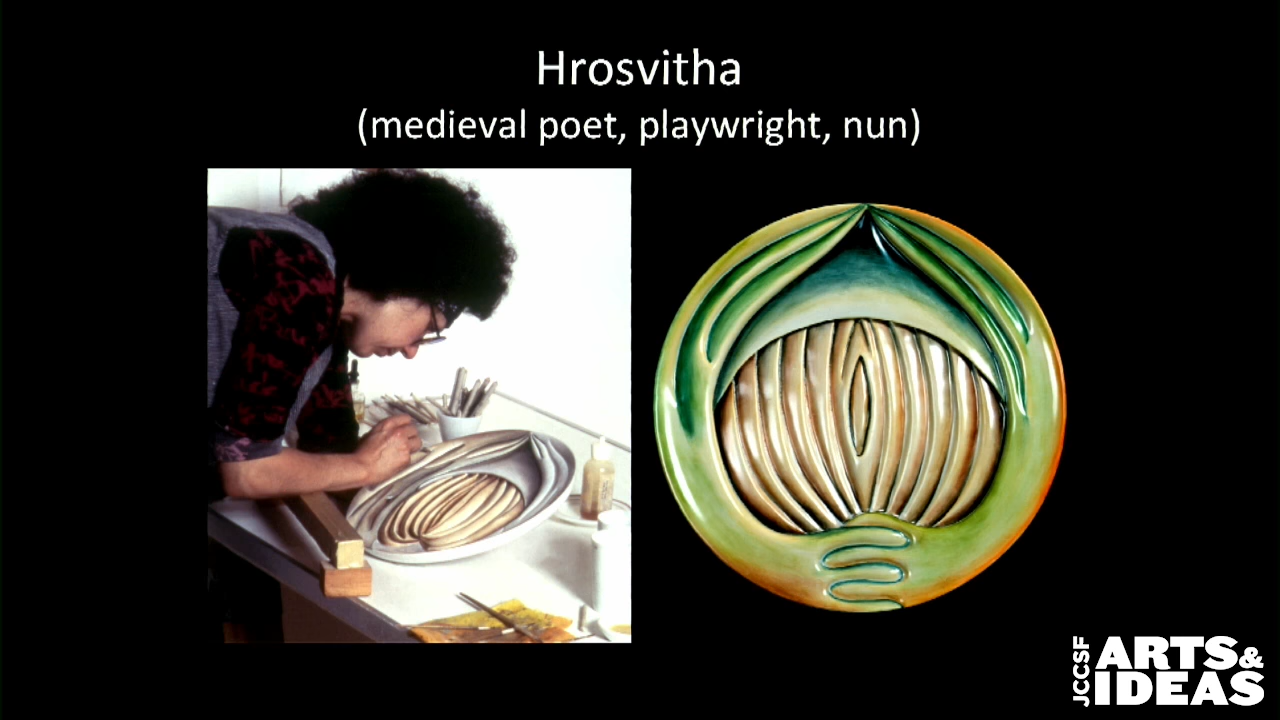 Hrosvitha
(medieval poet, playwright, nun)
JCCSF
ARTS&
IDEAS